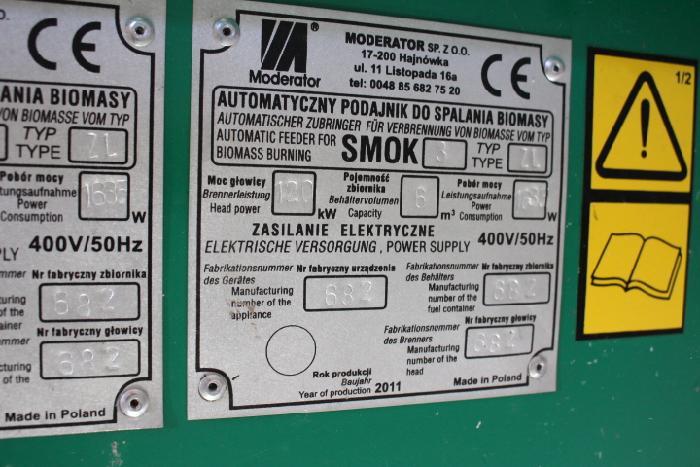 O.
CE
ANIA BIOMASY
VON BIOMASSE VOM TYP
TYP
TYPE ZL
Pobór mocy
Leistungsaufnahme
Power
Consumption 1635 W
PLY 400V/50Hz
Nr fabryczny zbiornika
682
Nr fabryczny głowicy
682
of the
Made in Poland
Moderator
MODERATOR SP. Z O.O.
17-200 Hajnówka
ul. 11 Listopada 16a
tel: 0048 85 682 75 20
CE
AUTOMATYCZNY PODAJNIK DO SPALANIA BIOMASY
AUTOMATISCHER ZUBRINGER FÜR VERBRENNUNG VON BIOMASSE VOM TYP
AUTOMATIC FEEDER FOR
BIOMASS BURNING
SMOK 3 TYP
TYPE ZL
Moc głowicy
Brennerleistung
Head power 120 kW
Pojemność
zbiornika
Behältervolumen
Capacity 6 m³
Pobór mocy
Leistungsaufnahme
Power
Consumption W
ZASILANIE ELEKTRYCZNE
ELEKTRISCHE VERSORGUNG, POWER SUPPLY 400V/50Hz
Fabrikationsnummer
des Gerätes
Nr fabryczny urządzenia
Manufacturing
number of the
appliance
682
Fabrikationsnummer
des Behälters
Nr fabryczny zbiornika
Manufacturing
number of the
fuel container
682
Fabrikationsnummer
des Brenners
Nr fabryczny głowicy
Manufacturing
number of the
head
682
Rok produkcji
Baujahr
Year of production 2011
Made in Poland
1/2